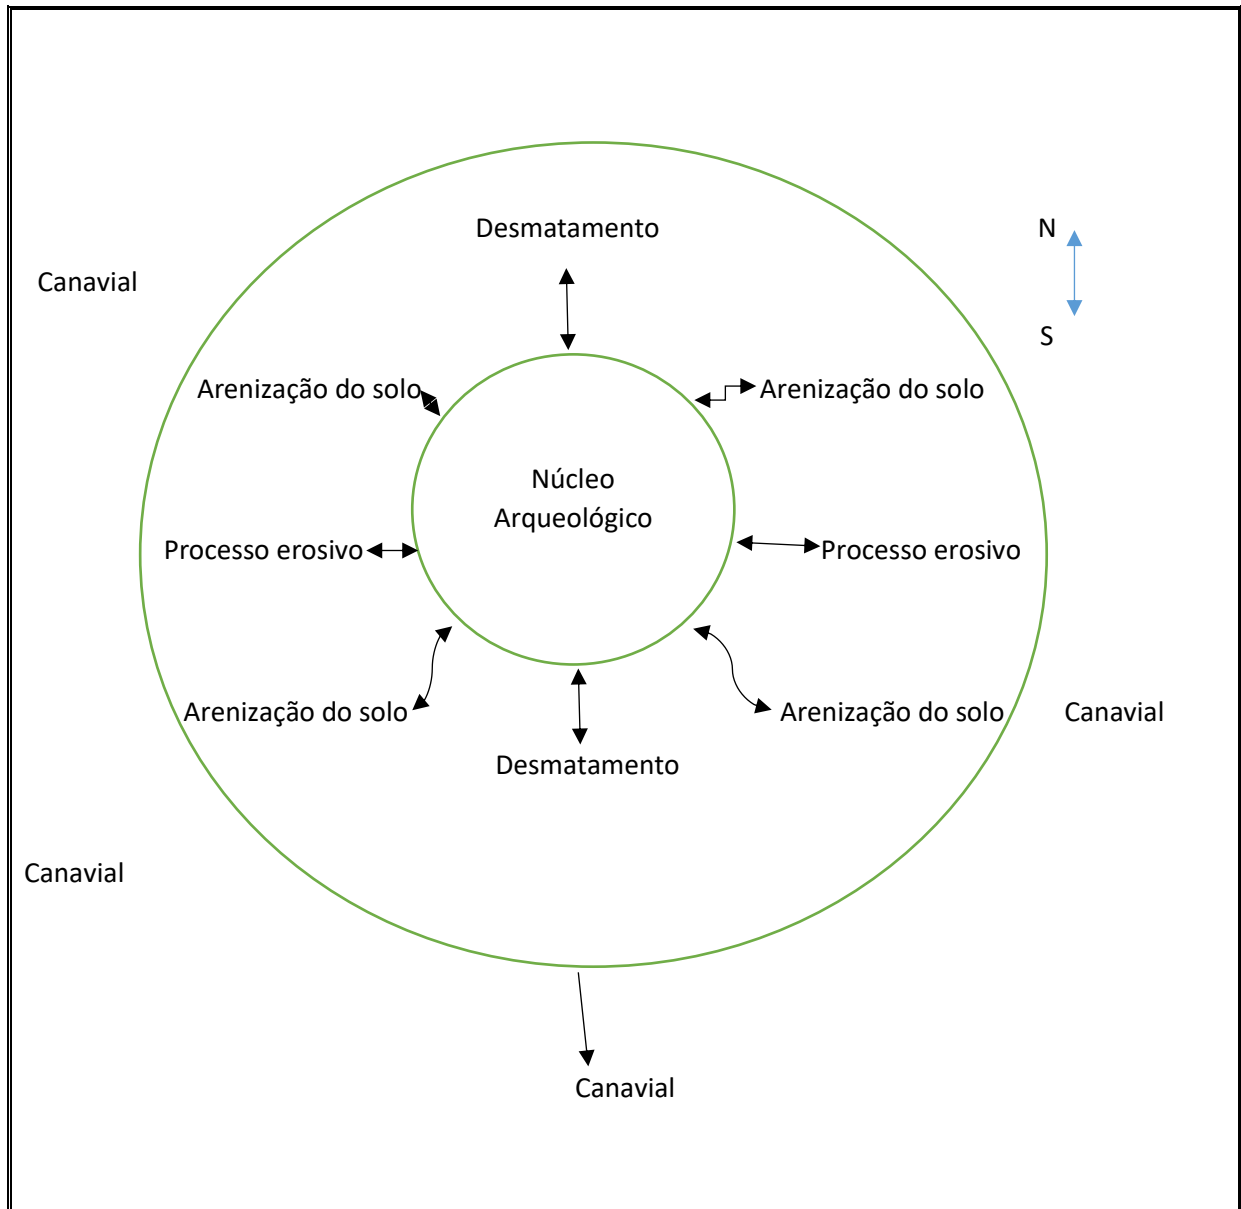 Desmatamento
N
Canavial
S
Arenização do solo
Arenização do solo
Núcleo
Arqueológico
Processo erosivo
Processo erosivo
Arenização do solo
Arenização do solo
Canavial
Desmatamento
Canavial
Canavial